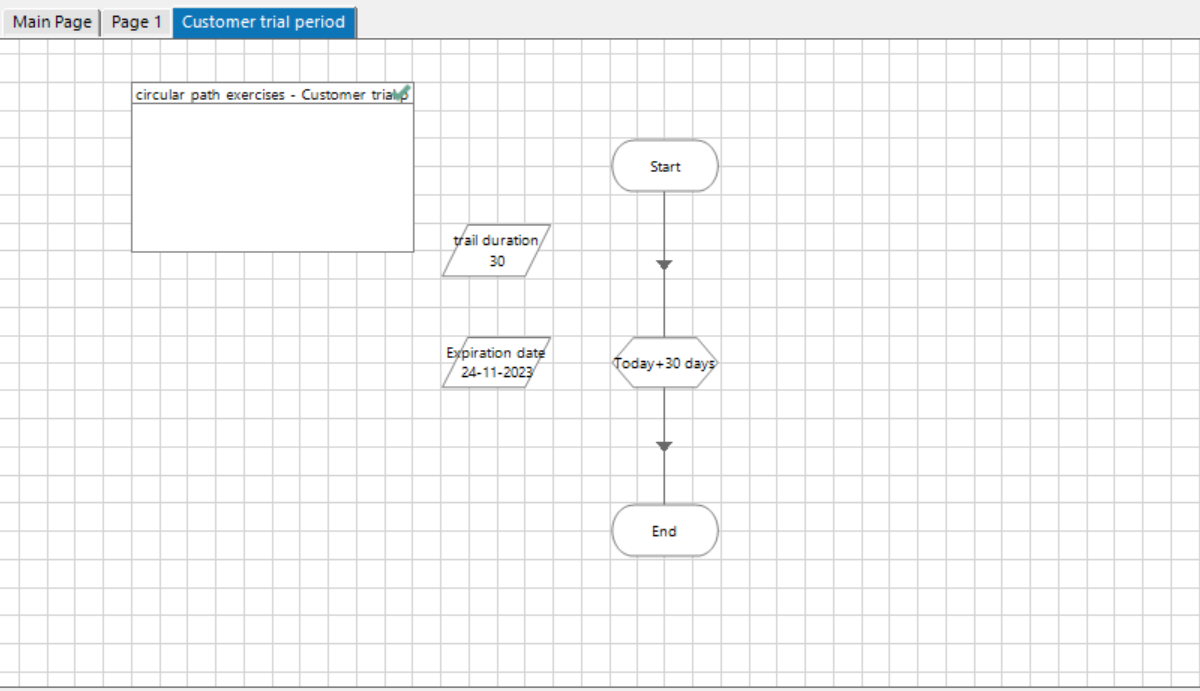 Main Page
Page 1
Customer trial period
circular path exercises - Customer trial p
Start
trail duration
30
Expiration date
24-11-2023
Today+30 days
End